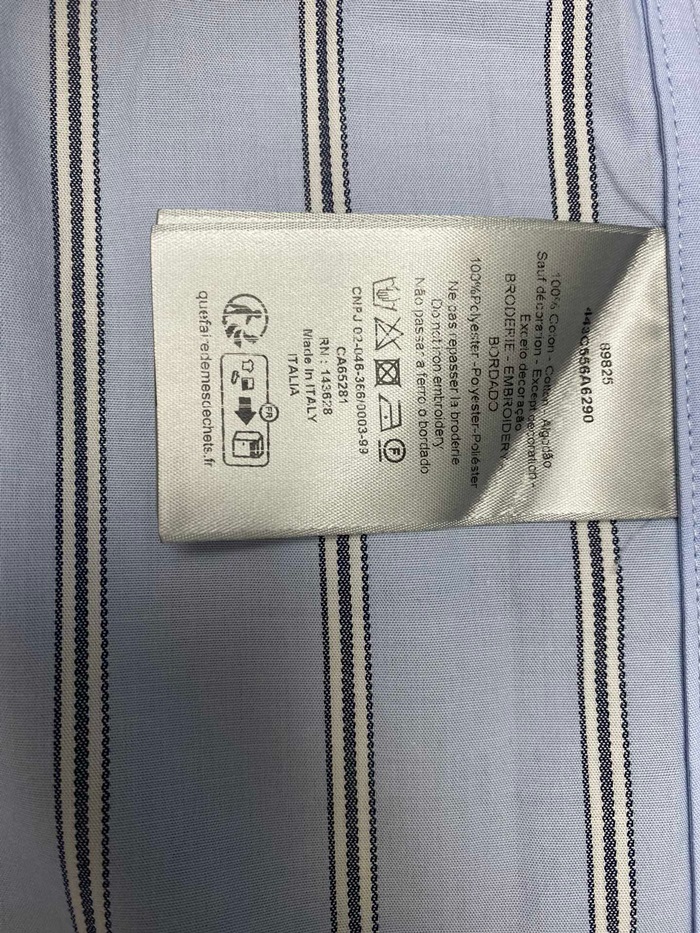 89825
443C556A6290
100% Coton - Cotton - Algodão
Sauf décoration - Except decoration -
Exceto decoração
BRODERIE - EMBROIDERY
BORDADO
100%Polyester -Polyester-Poliéster
Ne pas repasser la broderie
Do not iron embroidery
Não passar a ferro o bordado
F
CNPJ 02-046-366/0003-99
CA65281
RN : 143628
Made In ITALY
ITALIA
FR
quefairedemesdechets.fr